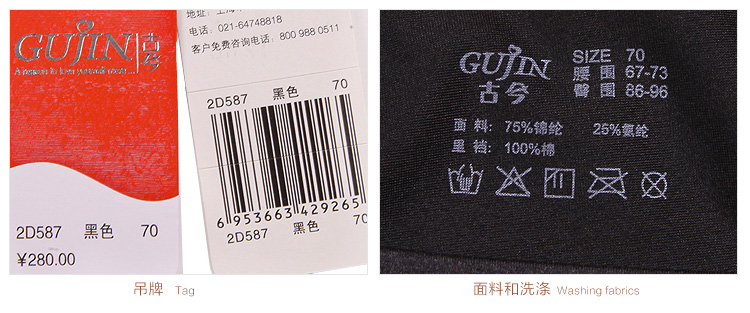 GUJIN 古今
A reason to love yourself more...
2D587 黑色 70
¥280.00
电话: 021-64748818
客户免费咨询电话: 800 988 0511
2D587 黑色 70
6 953663 429265
2D587 黑色 70
吊牌 Tag
GUJIN
古今
SIZE 70
腰围 67-73
臀围 86-96
面料: 75%锦纶 25%氨纶
里裆: 100%棉
面料和洗涤 Washing fabrics